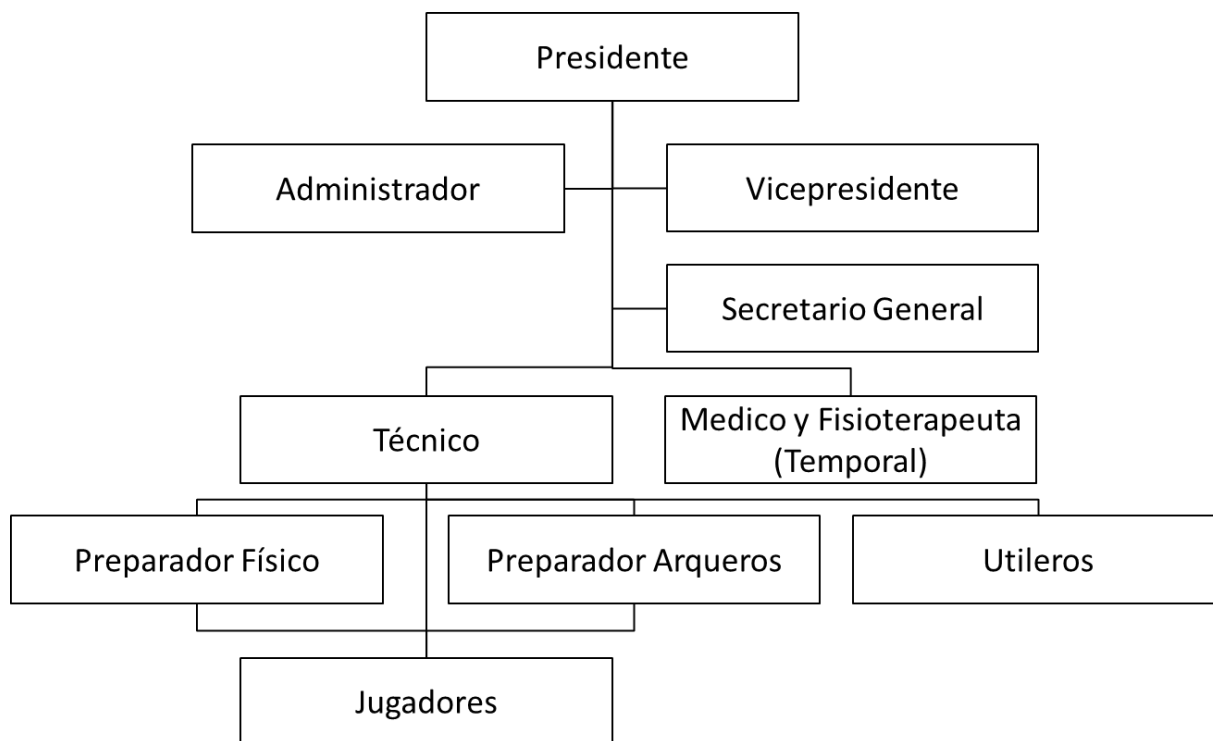 Presidente
Administrador
Vicepresidente
Secretario General
Técnico
Medico y Fisioterapeuta
(Temporal)
Preparador Físico
Preparador Arqueros
Utileros
Jugadores